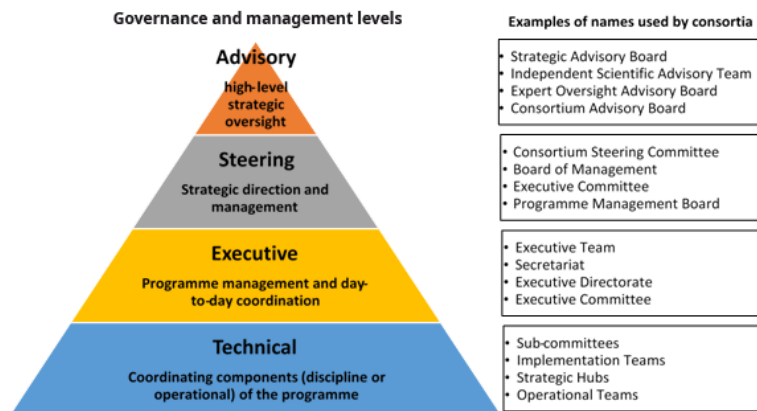 Governance and management levels
Advisory
high-level
strategic
oversight
Steering
Strategic direction and
management
Executive
Programme management and day-
to-day coordination
Technical
Coordinating components (discipline or
operational) of the programme
Examples of names used by consortia
• Strategic Advisory Board
• Independent Scientific Advisory Team
• Expert Oversight Advisory Board
• Consortium Advisory Board
• Consortium Steering Committee
• Board of Management
• Executive Committee
• Programme Management Board
• Executive Team
• Secretariat
• Executive Directorate
• Executive Committee
• Sub-committees
• Implementation Teams
• Strategic Hubs
• Operational Teams